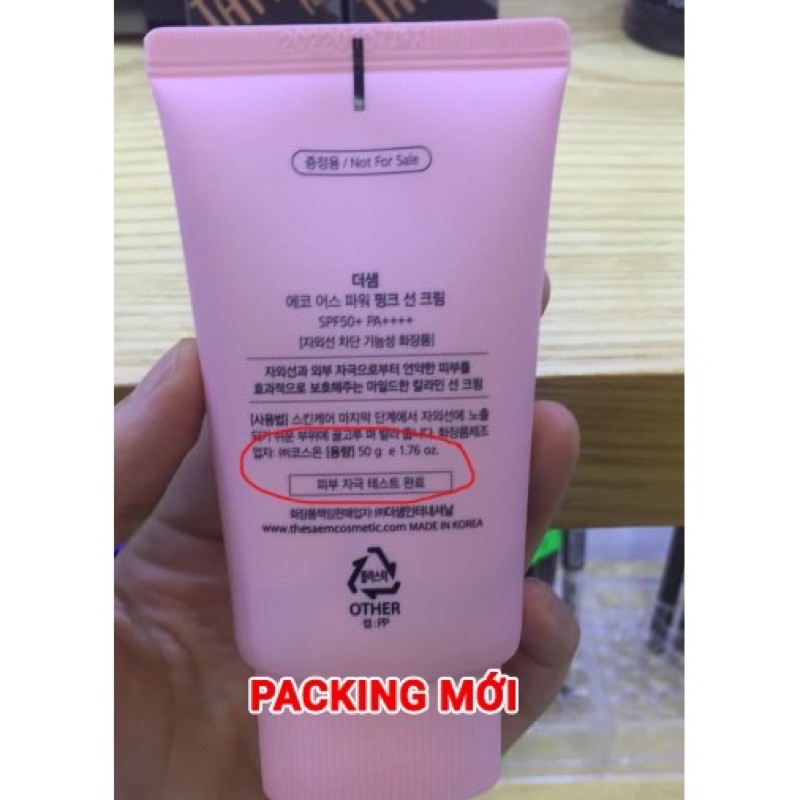 증정용 / Not For Sale
더샘
에코 어스 파워 핑크 선 크림
SPF50+ PA++++
[자외선 차단 기능성 화장품]
자외선과 외부 자극으로부터 연약한 피부를
효과적으로 보호해주는 마일드한 칼라민 선 크림
[사용법] 스킨케어 마지막 단계에서 자외선에 노출
되기 쉬운 부위에 골고루 펴 발라 줍니다. 화장품제조
업자: ㈜코스온 [용량] 50 g e 1.76 oz.
피부 자극 테스트 완료
화장품책임판매업자: ㈜더샘인터내셔날
www.thesaemcosmetic.com MADE IN KOREA
플라스틱
OTHER
캡 : PP
PACKING MỚI